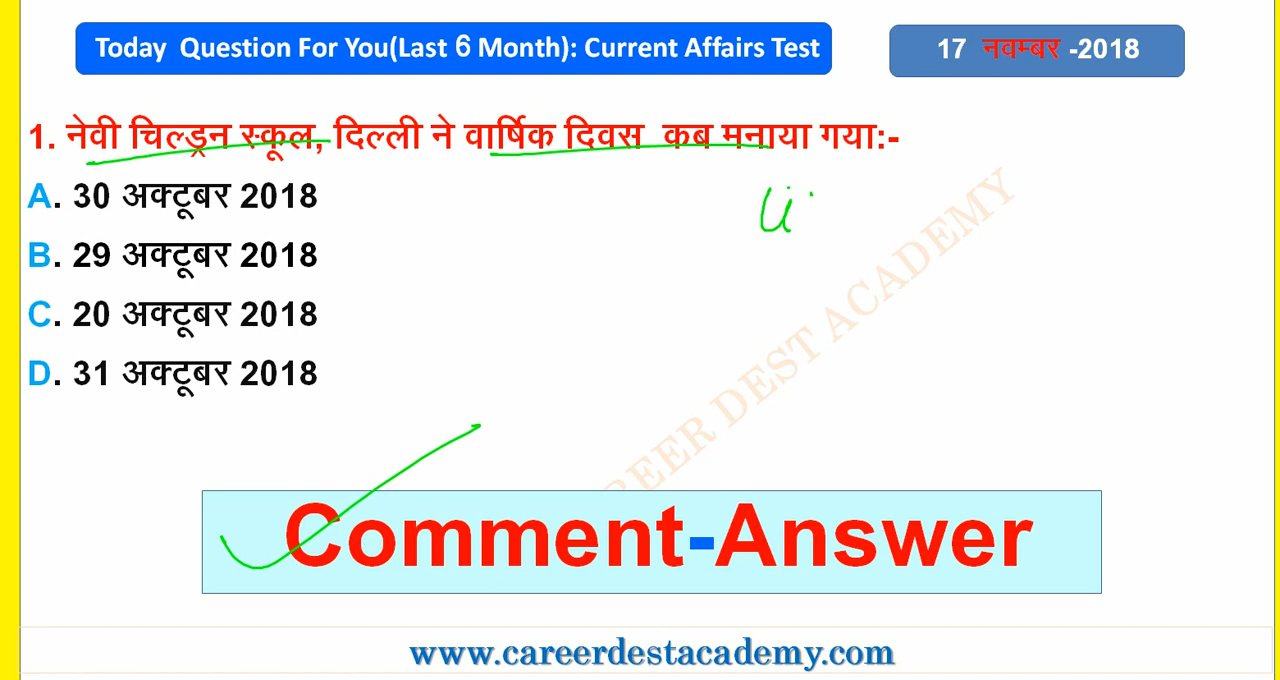 Today Question For You(Last 6 Month): Current Affairs Test
17 नवम्बर -2018
1. नेवी चिल्ड्रन स्कूल, दिल्ली ने वार्षिक दिवस कब मनाया गया:-
A. 30 अक्टूबर 2018
B. 29 अक्टूबर 2018
C. 20 अक्टूबर 2018
D. 31 अक्टूबर 2018
DEST ACADEMY
Comment-Answer
www.careerdestacademy.com